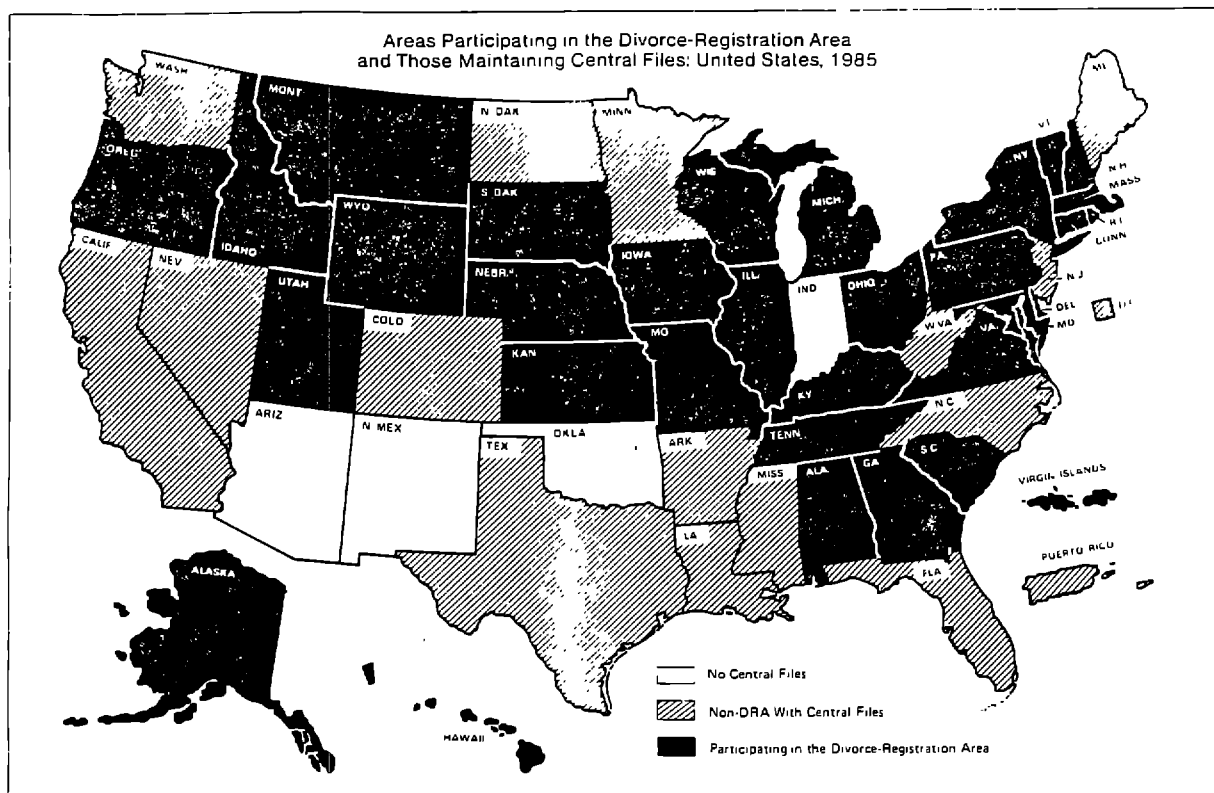 Areas Participating in the Divorce-Registration Area
and Those Maintaining Central Files: United States, 1985
WASH
MONT
N DAK
MINN
VT
OREG
S DAK
WIS
MICH
NY
N H
MASS
R I
CONN
IDAHO
WYO
CALIF
NEV
UTAH
NEBR
IOWA
ILL
IND
OHIO
PA
N J
DEL
MD
COLO
KAN
MO
W VA
VA
KY
ARIZ
N MEX
OKLA
TEX
ARK
TENN
N C
S C
MISS
ALA
GA
LA
FLA
VIRGIN ISLANDS
PUERTO RICO
ALASKA
HAWAII
No Central Files
Non-DRA With Central Files
Participating in the Divorce-Registration Area